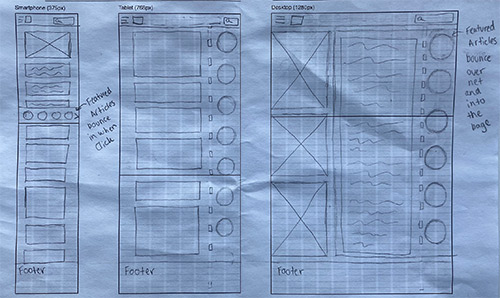 Smartphone (375px)
Tablet (768px)
Desktop (1280px)
Featured
Articles
bounce
in when
Click
Featured
Articles
bounce
over
net
and
into
the
page
Footer
Footer
Footer